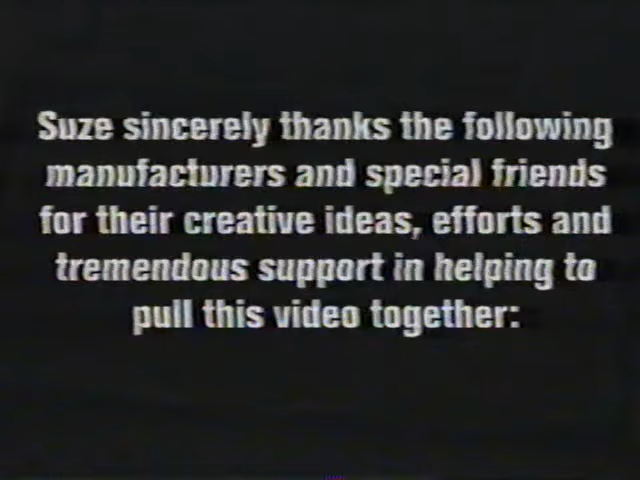 Suze sincerely thanks the following
manufacturers and special friends
for their creative ideas, efforts and
tremendous support in helping to
pull this video together: